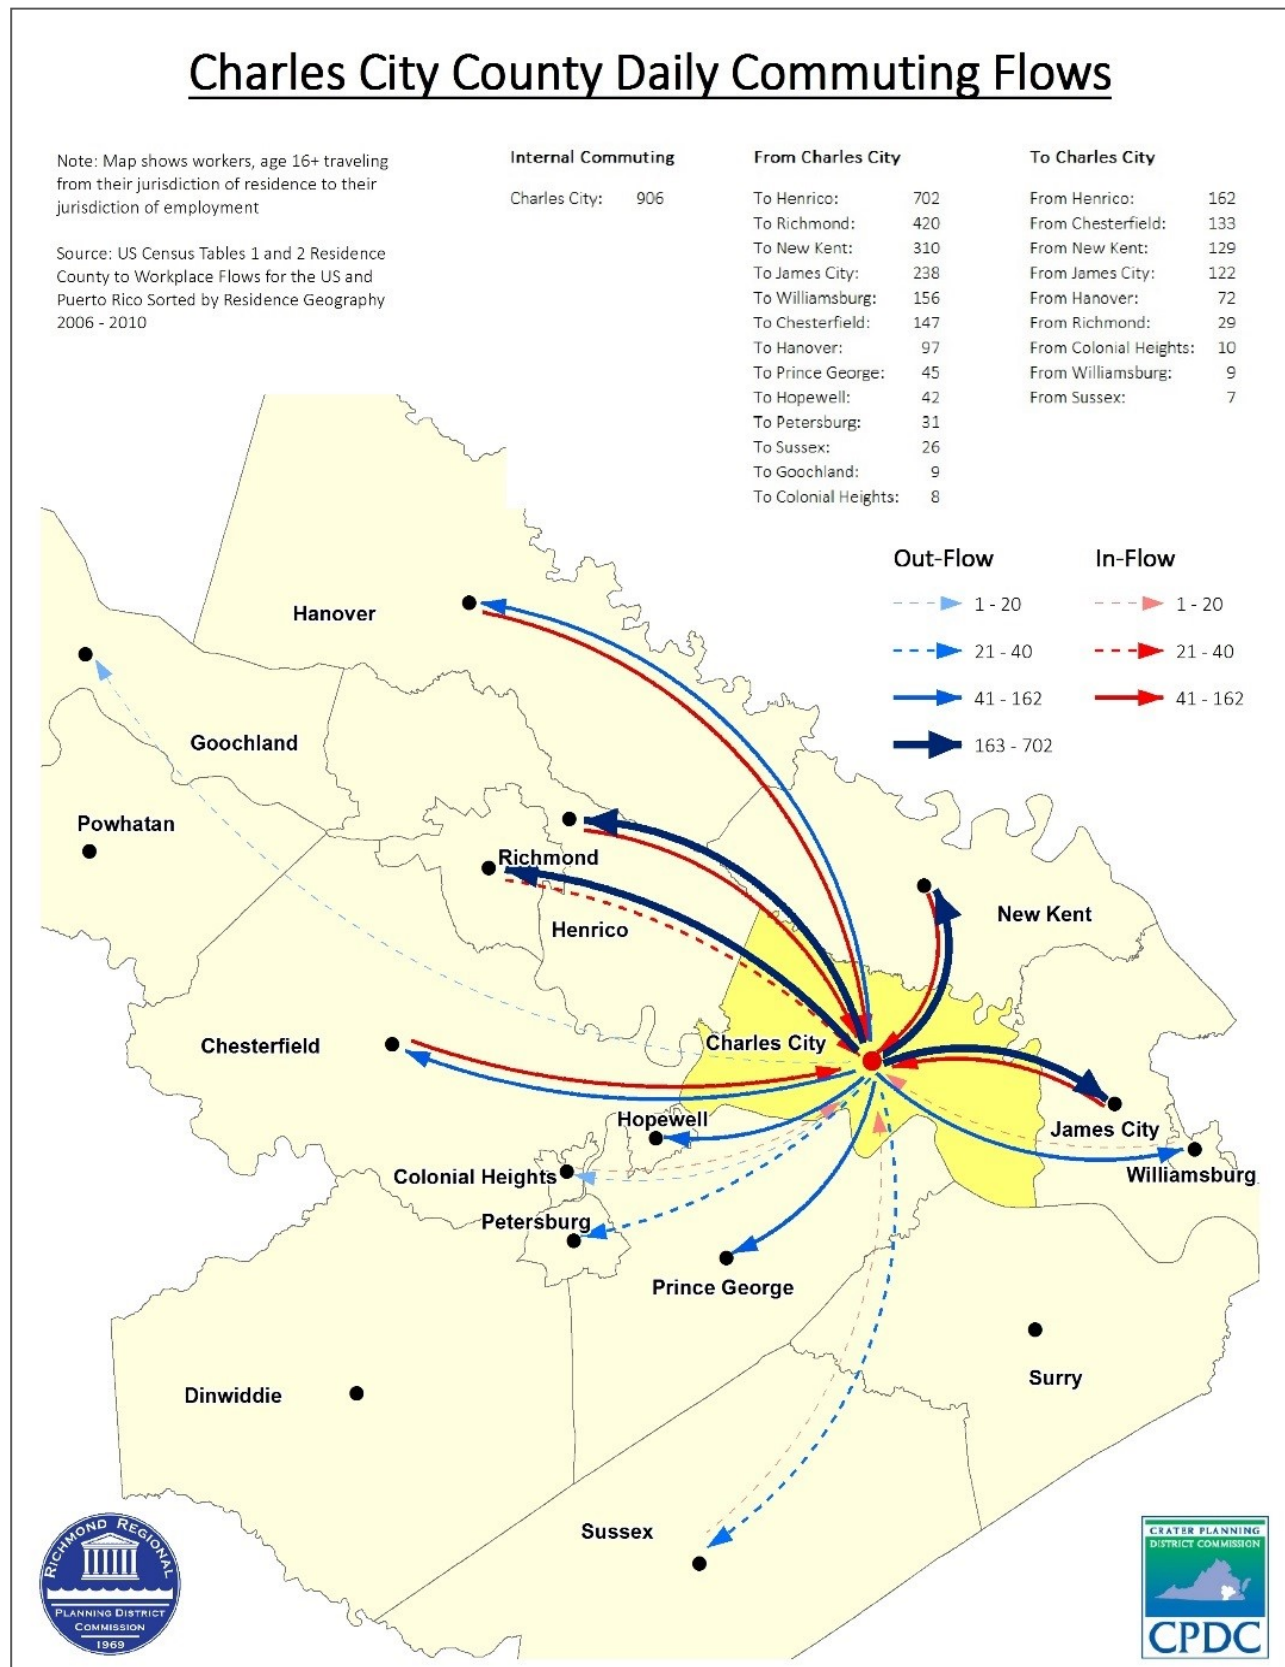 Charles City County Daily Commuting Flows
Note: Map shows workers, age 16+ traveling
from their jurisdiction of residence to their
jurisdiction of employment
Source: US Census Tables 1 and 2 Residence
County to Workplace Flows for the US and
Puerto Rico Sorted by Residence Geography
2006 - 2010
Internal Commuting
Charles City: 906
From Charles City
To Henrico: 702
To Richmond: 420
To New Kent: 310
To James City: 238
To Williamsburg: 156
To Chesterfield: 147
To Hanover: 97
To Prince George: 45
To Hopewell: 42
To Petersburg: 31
To Sussex: 26
To Goochland: 9
To Colonial Heights: 8
To Charles City
From Henrico: 162
From Chesterfield: 133
From New Kent: 129
From James City: 122
From Hanover: 72
From Richmond: 29
From Colonial Heights: 10
From Williamsburg: 9
From Sussex: 7
Out-Flow
1 - 20
21 - 40
41 - 162
163 - 702
In-Flow
1 - 20
21 - 40
41 - 162
Hanover
Goochland
Powhatan
Richmond
Henrico
New Kent
Chesterfield
Charles City
Hopewell
James City
Colonial Heights
Williamsburg
Petersburg
Prince George
Dinwiddie
Surry
Sussex
RICHMOND REGIONAL
PLANNING DISTRICT
COMMISSION
1969
CRATER PLANNING
DISTRICT COMMISSION
CPDC